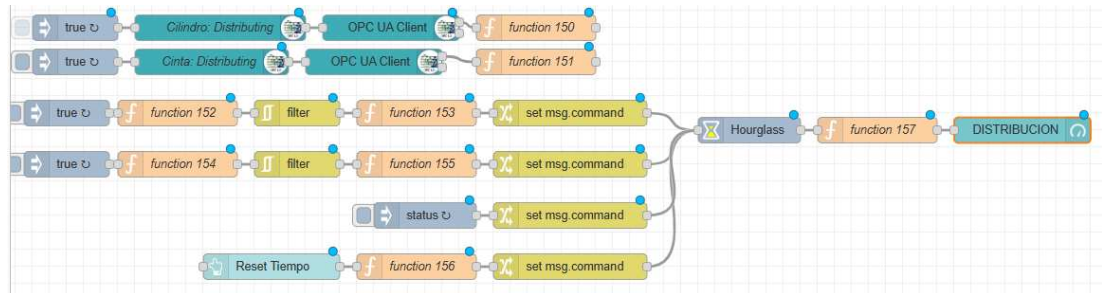 true ↻ Cilindro: Distributing OPC UA Client function 150
true ↻ Cinta: Distributing OPC UA Client function 151
true ↻ function 152 filter function 153 set msg.command
Hourglass function 157 DISTRIBUCION
true ↻ function 154 filter function 155 set msg.command
status ↻ set msg.command
Reset Tiempo function 156 set msg.command